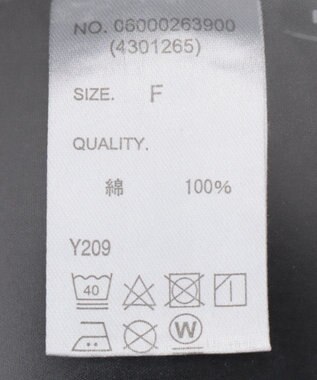 NO. 06000263900
(4301265)
SIZE. F
QUALITY.
綿 100%
Y209
40
W